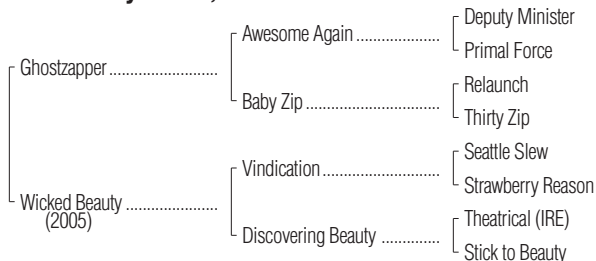 Deputy Minister
Awesome Again ..................
Primal Force
Ghostzapper .......................
Relaunch
Baby Zip .............................
Thirty Zip
Seattle Slew
Vindication .........................
Strawberry Reason
Wicked Beauty ....................
(2005)
Theatrical (IRE)
Discovering Beauty ............
Stick to Beauty